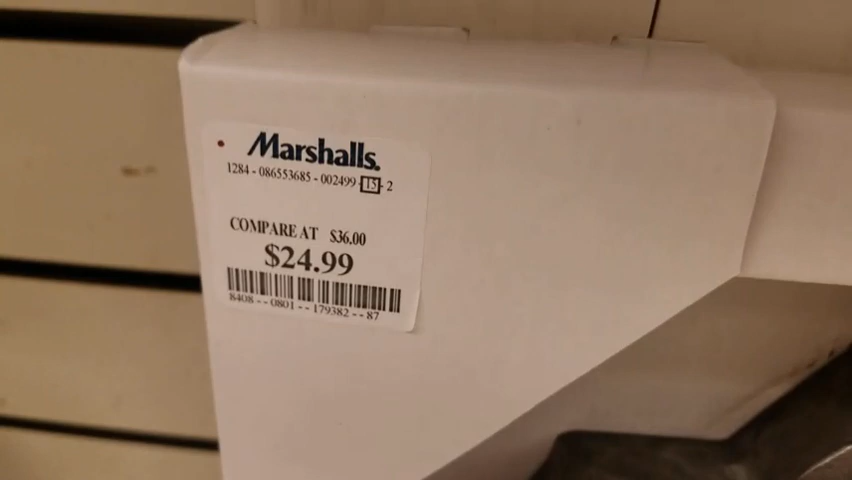 Marshalls.
1284 - 086553685 - 002499 - 15 - 2
COMPARE AT $36.00
$24.99
8408 -- 0801 -- 179382 -- 87